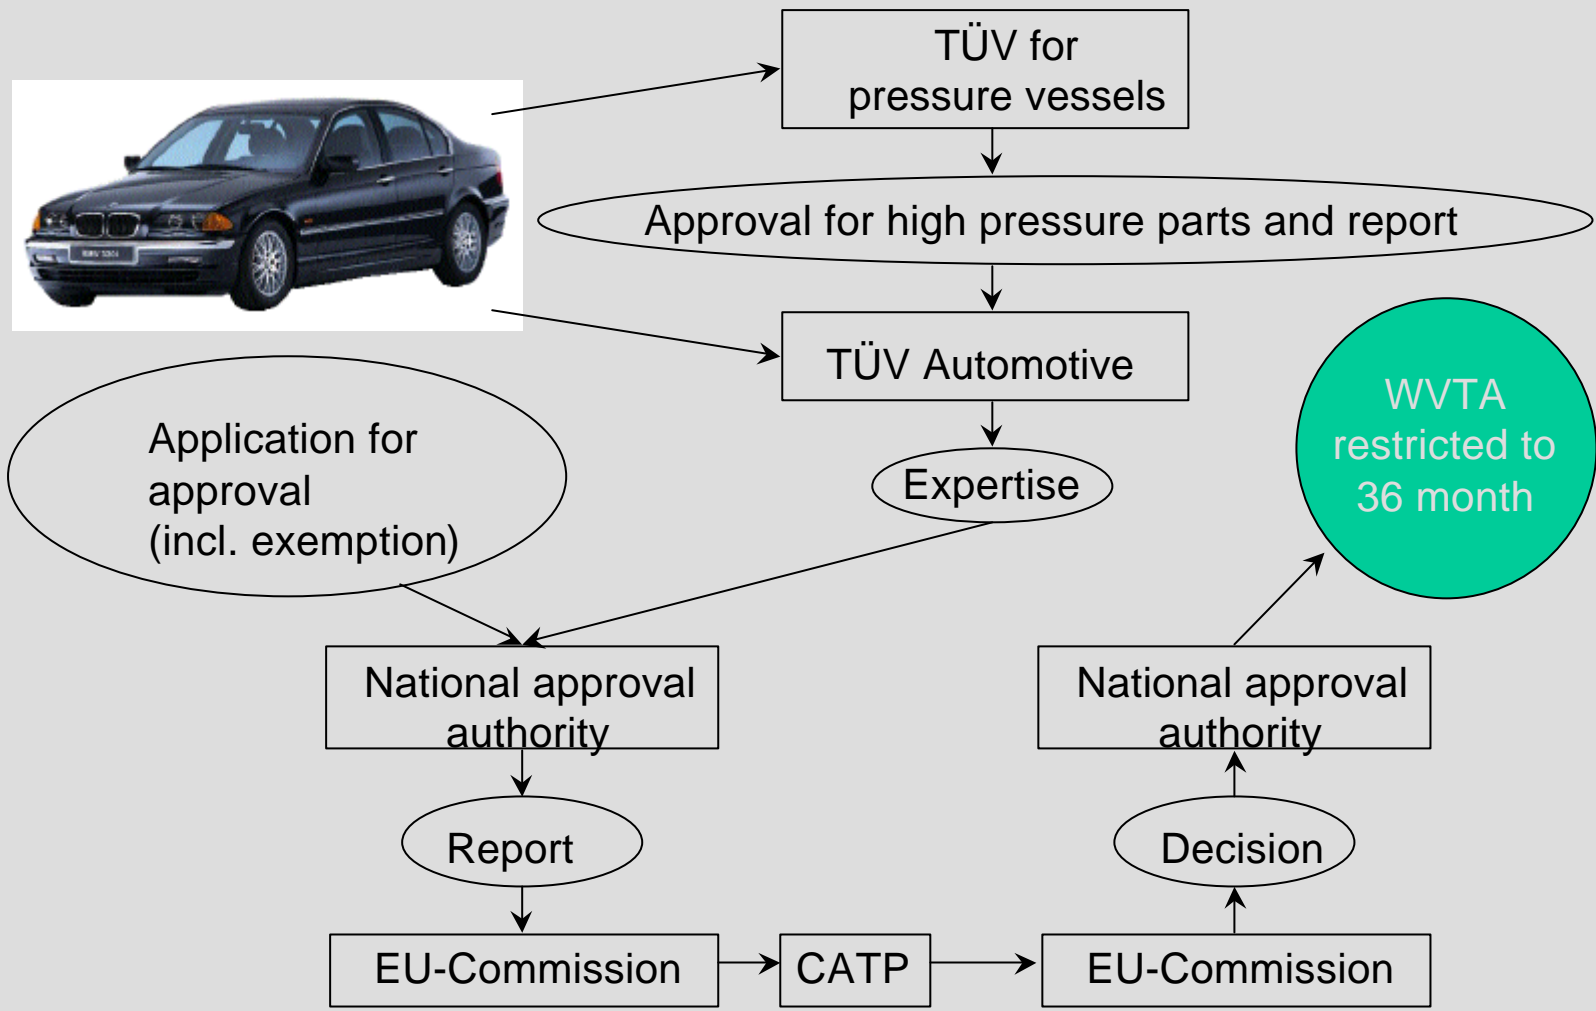 TÜV for
pressure vessels
Approval for high pressure parts and report
TÜV Automotive
WVTA
restricted to
36 month
Application for
approval
(incl. exemption)
Expertise
National approval
authority
National approval
authority
Report
Decision
EU-Commission
CATP
EU-Commission